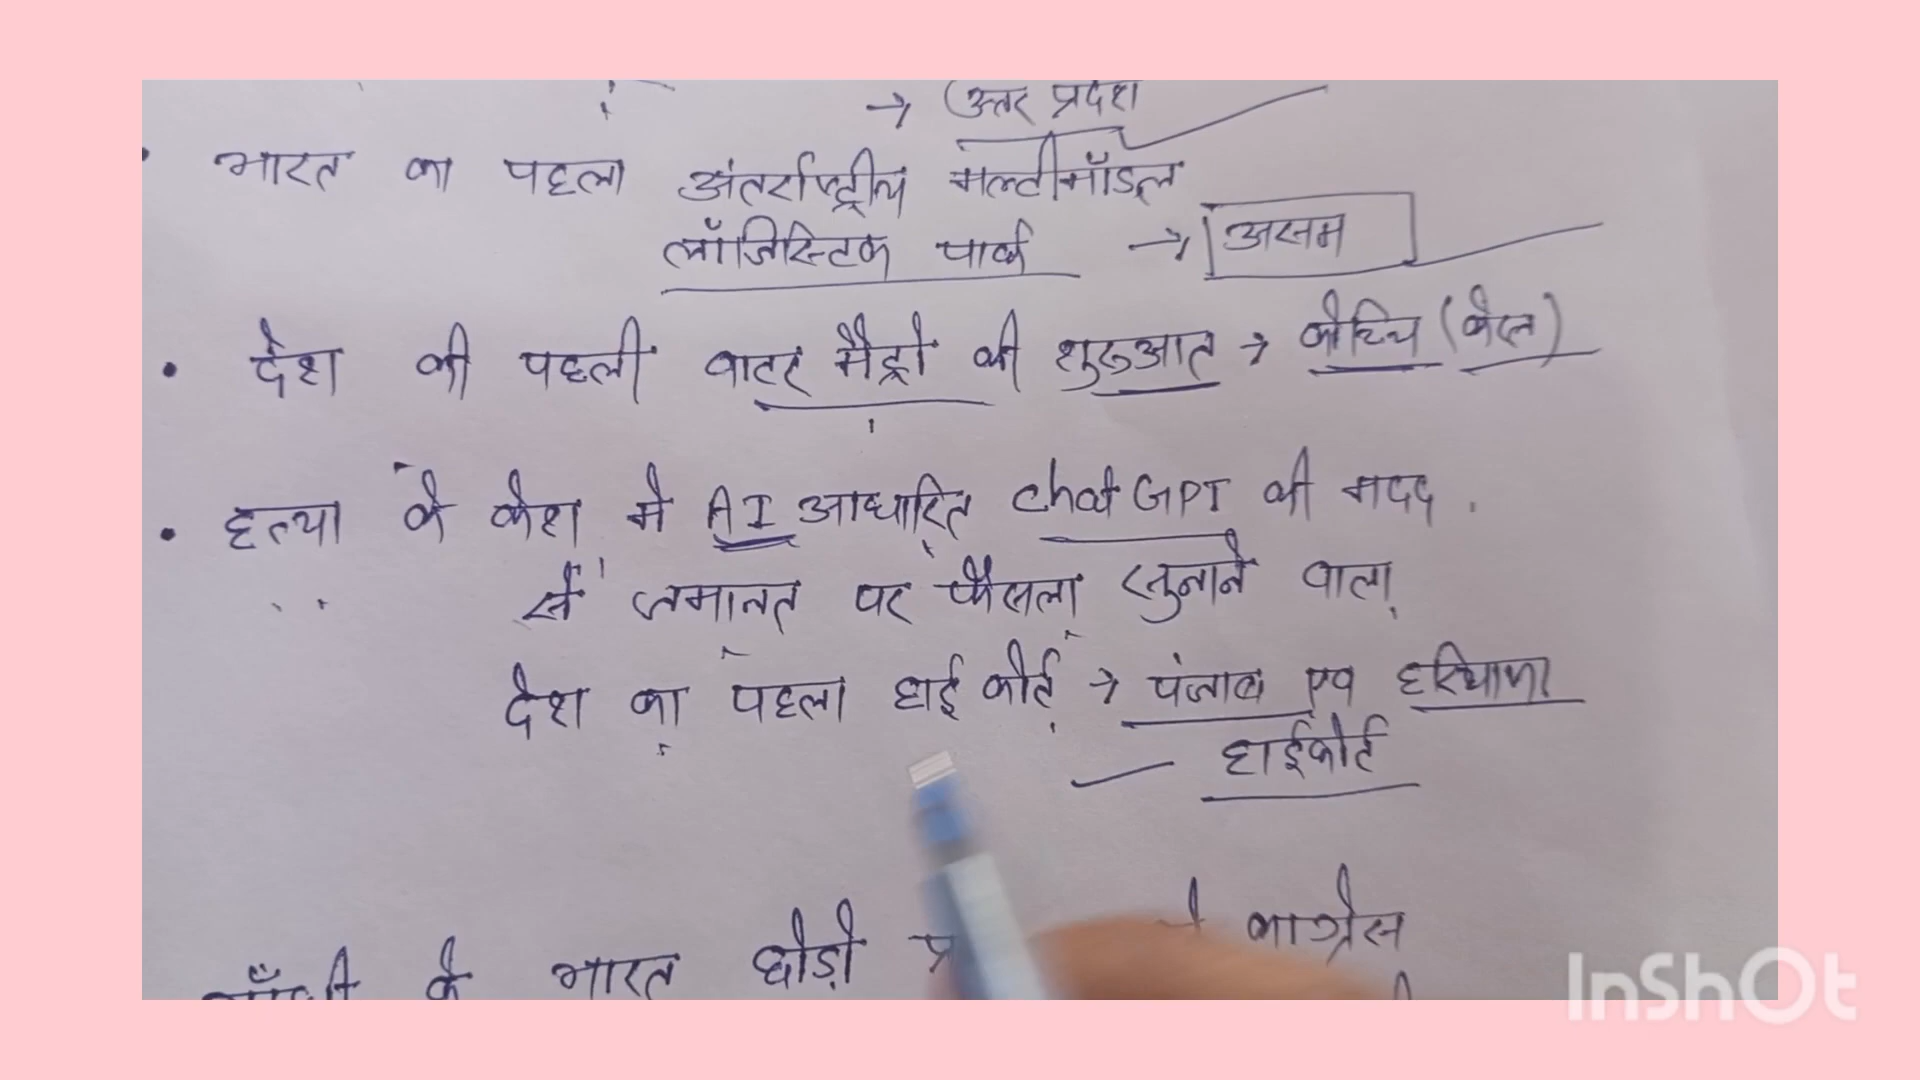 → उत्तर प्रदेश
• भारत का पहला अंतर्राष्ट्रीय मल्टीमॉडल
लॉजिस्टिक पार्क → असम
• देश की पहली वाटर मैट्रो की शुरुआत → कोच्चि (केरल)
• हत्या के केश मे AI आधारित Chat GPT की मदद
से जमानत पर फैसला सुनाने वाला
देश का पहला हाई कोर्ट → पंजाब एव हरियाणा
हाईकोर्ट
के भारत छोड़ो काग्रेस
InShOt